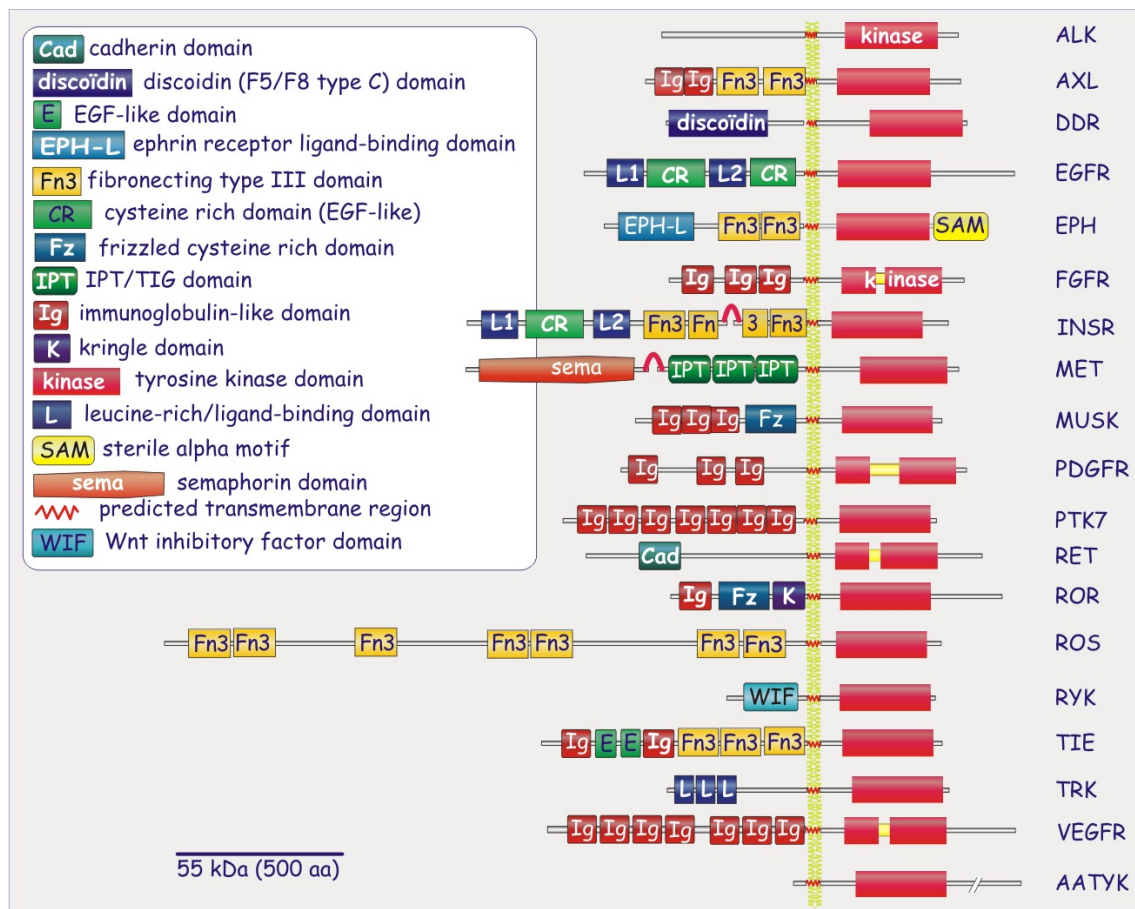 Cad cadherin domain
discoïdin discoidin (F5/F8 type C) domain
E EGF-like domain
EPH-L ephrin receptor ligand-binding domain
Fn3 fibronecting type III domain
CR cysteine rich domain (EGF-like)
Fz frizzled cysteine rich domain
IPT IPT/TIG domain
Ig immunoglobulin-like domain
K kringle domain
kinase tyrosine kinase domain
L leucine-rich/ligand-binding domain
SAM sterile alpha motif
sema semaphorin domain
predicted transmembrane region
WIF Wnt inhibitory factor domain
kinase ALK
Ig Ig Fn3 Fn3 AXL
discoïdin DDR
L1 CR L2 CR EGFR
EPH-L Fn3 Fn3 SAM EPH
Ig Ig Ig k inase FGFR
L1 CR L2 Fn3 Fn 3 Fn3 INSR
sema IPT IPT IPT MET
Ig Ig Ig Fz MUSK
Ig Ig Ig PDGFR
Ig Ig Ig Ig Ig Ig Ig PTK7
Cad RET
Ig Fz K ROR
Fn3 Fn3 Fn3 Fn3 Fn3 Fn3 Fn3 ROS
WIF RYK
Ig E E Ig Fn3 Fn3 Fn3 TIE
L L L TRK
Ig Ig Ig Ig Ig Ig Ig VEGFR
55 kDa (500 aa)
AATYK